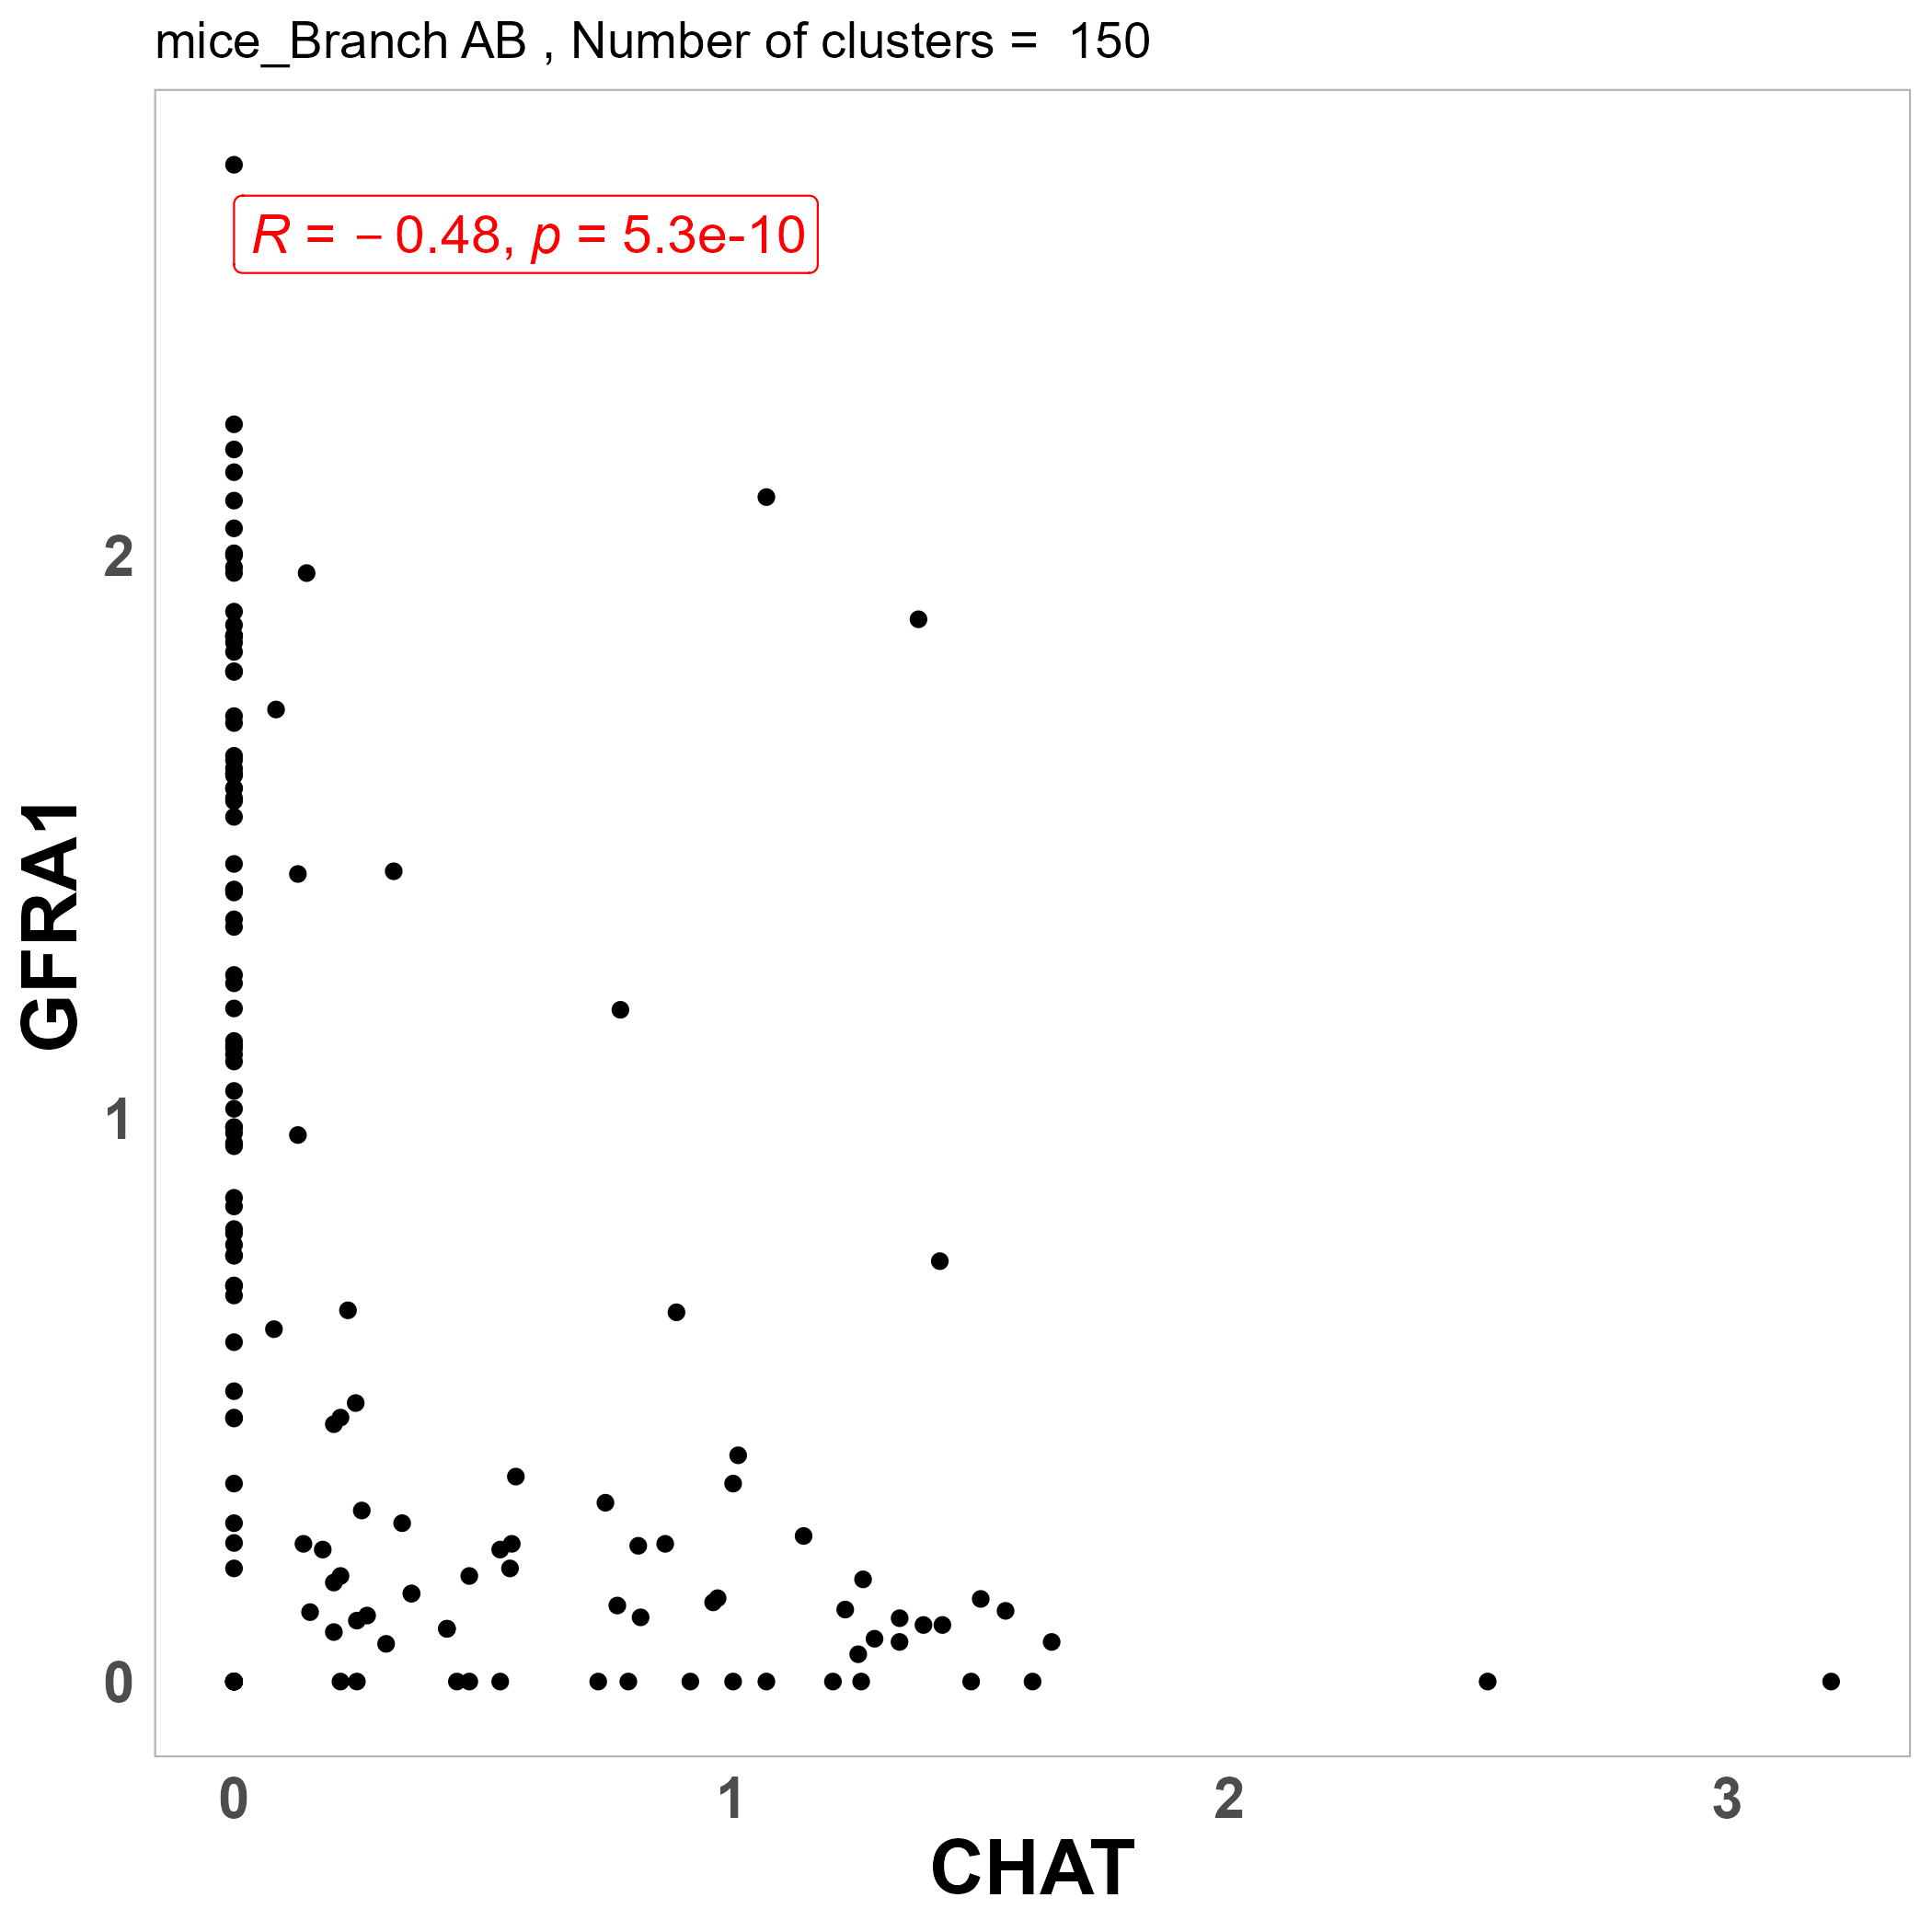 mice_Branch AB , Number of clusters =  150
R = − 0.48, p = 5.3e-10
2
1
0
GFRA1
0 1 2 3
CHAT